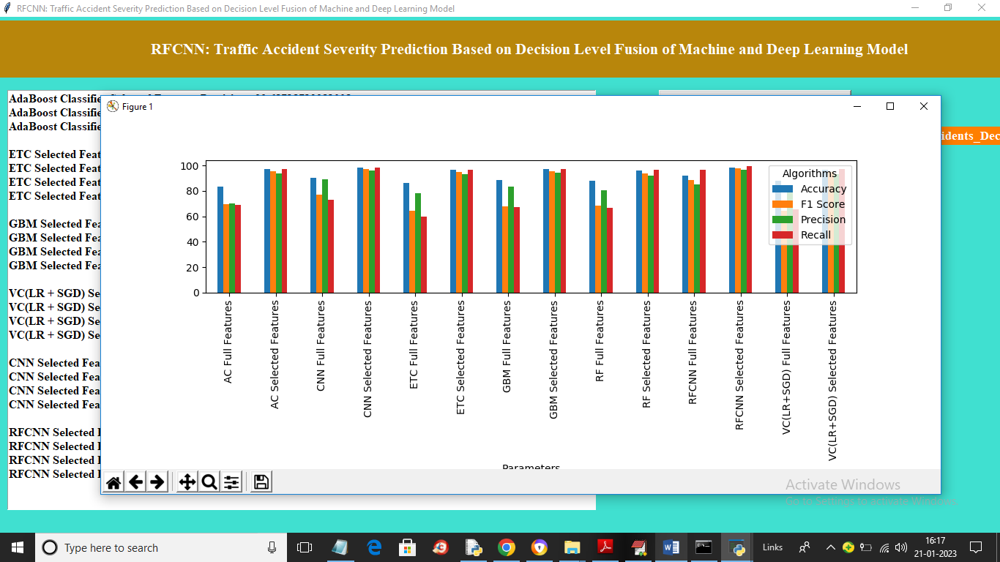 RFCNN: Traffic Accident Severity Prediction Based on Decision Level Fusion of Machine and Deep Learning Model
RFCNN: Traffic Accident Severity Prediction Based on Decision Level Fusion of Machine and Deep Learning Model
AdaBoost Classifie
AdaBoost Classifie
AdaBoost Classifie
ETC Selected Feat
ETC Selected Feat
ETC Selected Feat
ETC Selected Feat
GBM Selected Fea
GBM Selected Fea
GBM Selected Fea
GBM Selected Fea
VC(LR + SGD) Se
VC(LR + SGD) Se
VC(LR + SGD) Se
VC(LR + SGD) Se
CNN Selected Fea
CNN Selected Fea
CNN Selected Fea
CNN Selected Fea
RFCNN Selected
RFCNN Selected
RFCNN Selected
RFCNN Selected
idents_Dec
Figure 1
100
80
60
40
20
0
Algorithms
Accuracy
F1 Score
Precision
Recall
AC Full Features
AC Selected Features
CNN Full Features
CNN Selected Features
ETC Full Features
ETC Selected Features
GBM Full Features
GBM Selected Features
RF Full Features
RF Selected Features
RFCNN Full Features
RFCNN Selected Features
VC(LR+SGD) Full Features
VC(LR+SGD) Selected Features
Parameters
Activate Windows
Go to Settings to activate Windows.
Type here to search
Links
16:17
21-01-2023